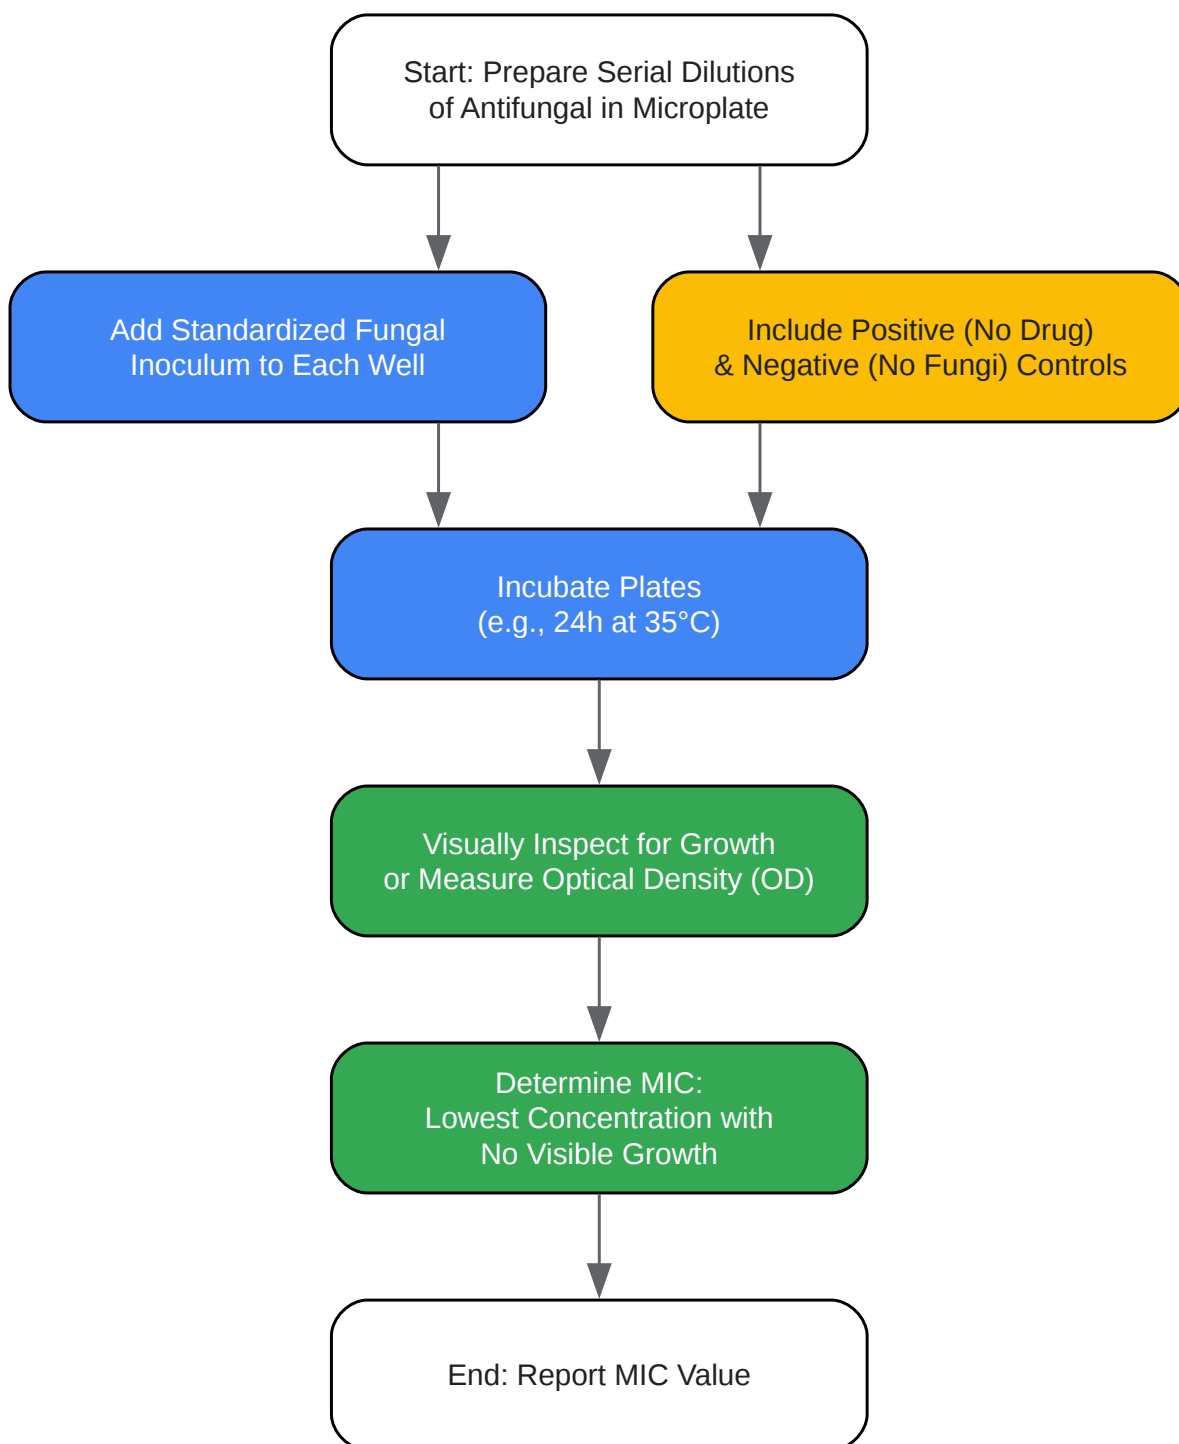 Start: Prepare Serial Dilutions
of Antifungal in Microplate
Add Standardized Fungal
Inoculum to Each Well
Include Positive (No Drug)
& Negative (No Fungi) Controls
Incubate Plates
(e.g., 24h at 35°C)
Visually Inspect for Growth
or Measure Optical Density (OD)
Determine MIC:
Lowest Concentration with
No Visible Growth
End: Report MIC Value